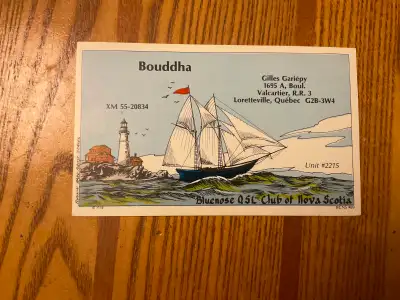 Bouddha
Gilles Gariépy
1695 A, Boul.
Valcartier, R.R. 3
Loretteville, Québec G2B-3W4
XM 55-20834
Unit #2215
Bluenose QSL Club of Nova Scotia